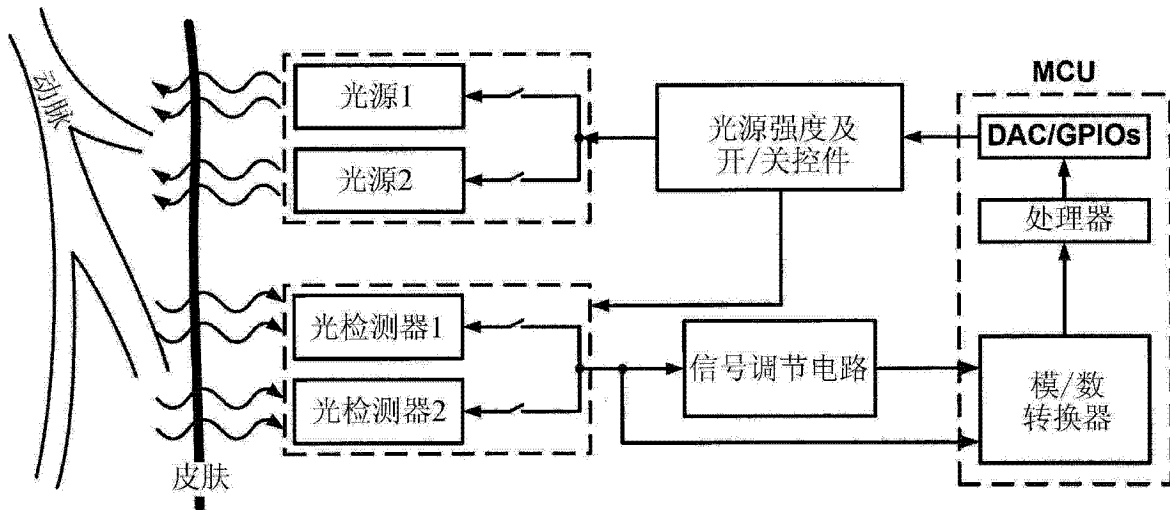 动脉
光源1
光源2
光源强度及
开/关控件
MCU
DAC/GPIOs
处理器
光检测器1
光检测器2
信号调节电路
模/数
转换器
皮肤